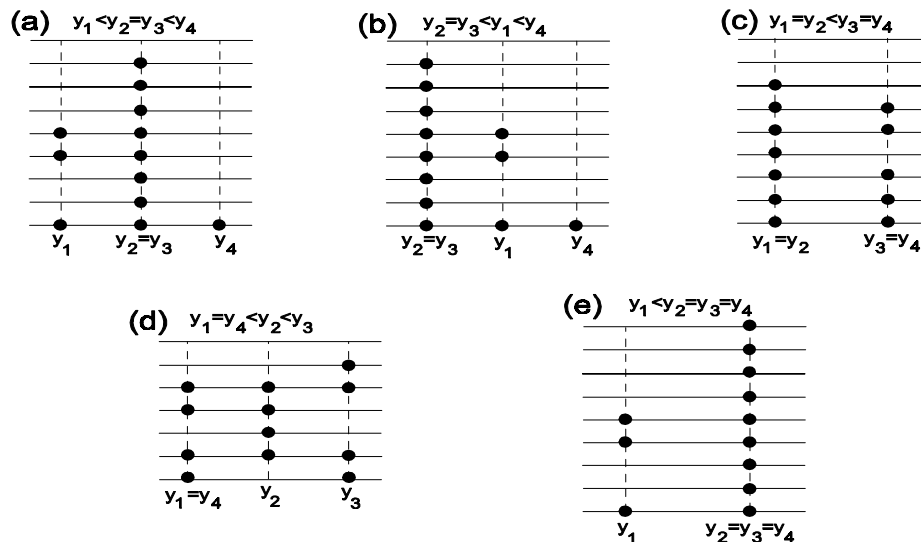 (a) y₁<y₂=y₃<y₄
(b) y₂=y₃<y₁<y₄
(c) y₁=y₂<y₃=y₄
y₁ y₂=y₃ y₄
y₂=y₃ y₁ y₄
y₁=y₂ y₃=y₄
(d) y₁=y₄<y₂<y₃
(e) y₁<y₂=y₃=y₄
y₁=y₄ y₂ y₃
y₁ y₂=y₃=y₄